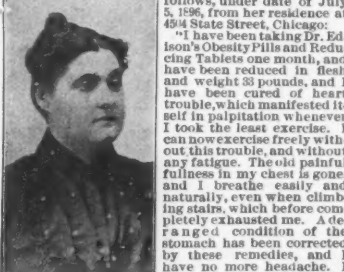 follows, under date of July
5, 1896, from her residence at
4504 State Street, Chicago:
"I have been taking Dr. Ed-
ison's Obesity Pills and Redu-
cing Tablets one month, and
have been reduced in flesh
and weight 33 pounds, and I
have been cured of heart
trouble, which manifested it-
self in palpitation whenever
I took the least exercise. I
can now exercise freely with-
out this trouble, and without
any fatigue. The old painful
fullness in my chest is gone,
and I breathe easily and
naturally, even when climb-
ing stairs, which before com-
pletely exhausted me. A de-
ranged condition of the
stomach has been corrected
by these remedies, and I
have no more headache. I